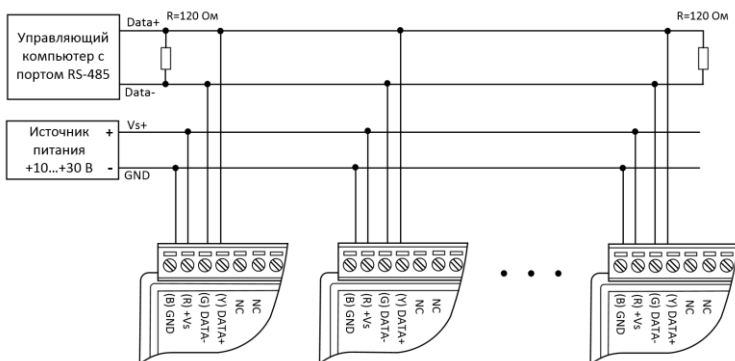 Data+
R=120 Ом
R=120 Ом
Управляющий
компьютер с
портом RS-485
Data-
Источник
питания
+10...+30 В
+
-
Vs+
GND
(B) GND
(R) +Vs
(G) DATA-
(Y) DATA+
NC
NC
(B) GND
(R) +Vs
(G) DATA-
(Y) DATA+
NC
NC
(B) GND
(R) +Vs
(G) DATA-
(Y) DATA+
NC
NC